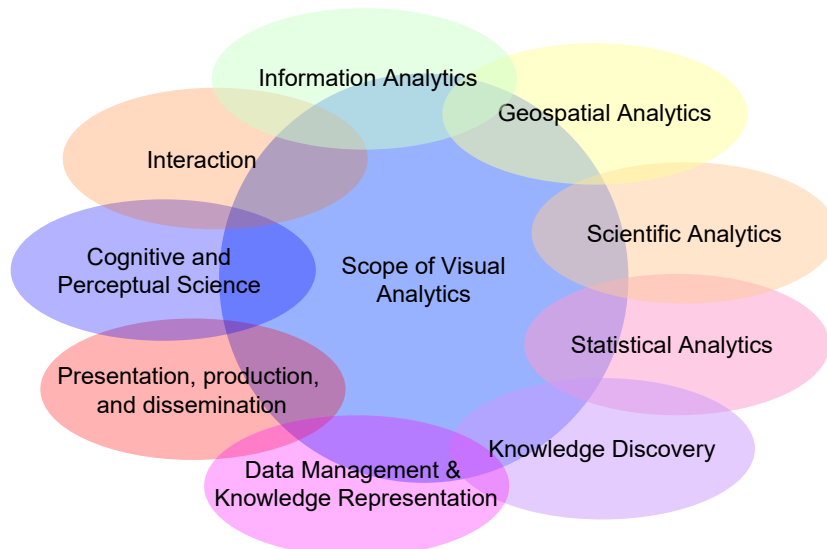 Information Analytics
Geospatial Analytics
Interaction
Scientific Analytics
Cognitive and
Perceptual Science
Scope of Visual
Analytics
Statistical Analytics
Presentation, production,
and dissemination
Knowledge Discovery
Data Management &
Knowledge Representation